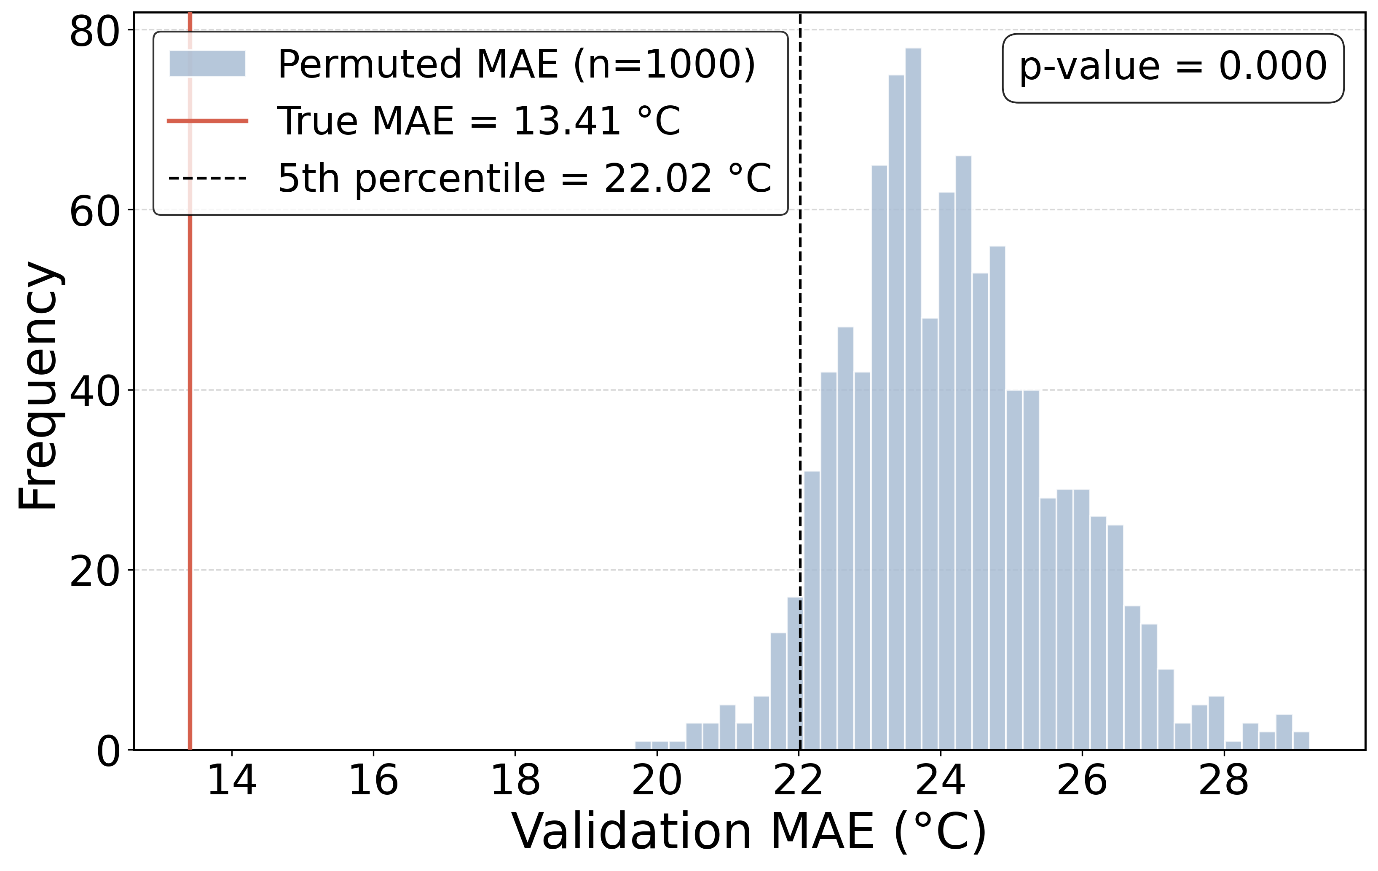 Permuted MAE (n=1000)
True MAE = 13.41 °C
5th percentile = 22.02 °C
p-value = 0.000
Frequency
80
60
40
20
0
14 16 18 20 22 24 26 28
Validation MAE (°C)